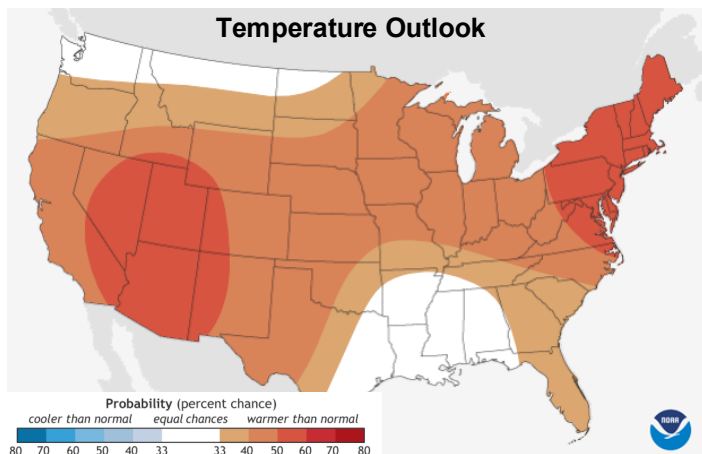 Temperature Outlook
Probability (percent chance)
cooler than normal equal chances warmer than normal
80 70 60 50 40 33 33 40 50 60 70 80
NOAA